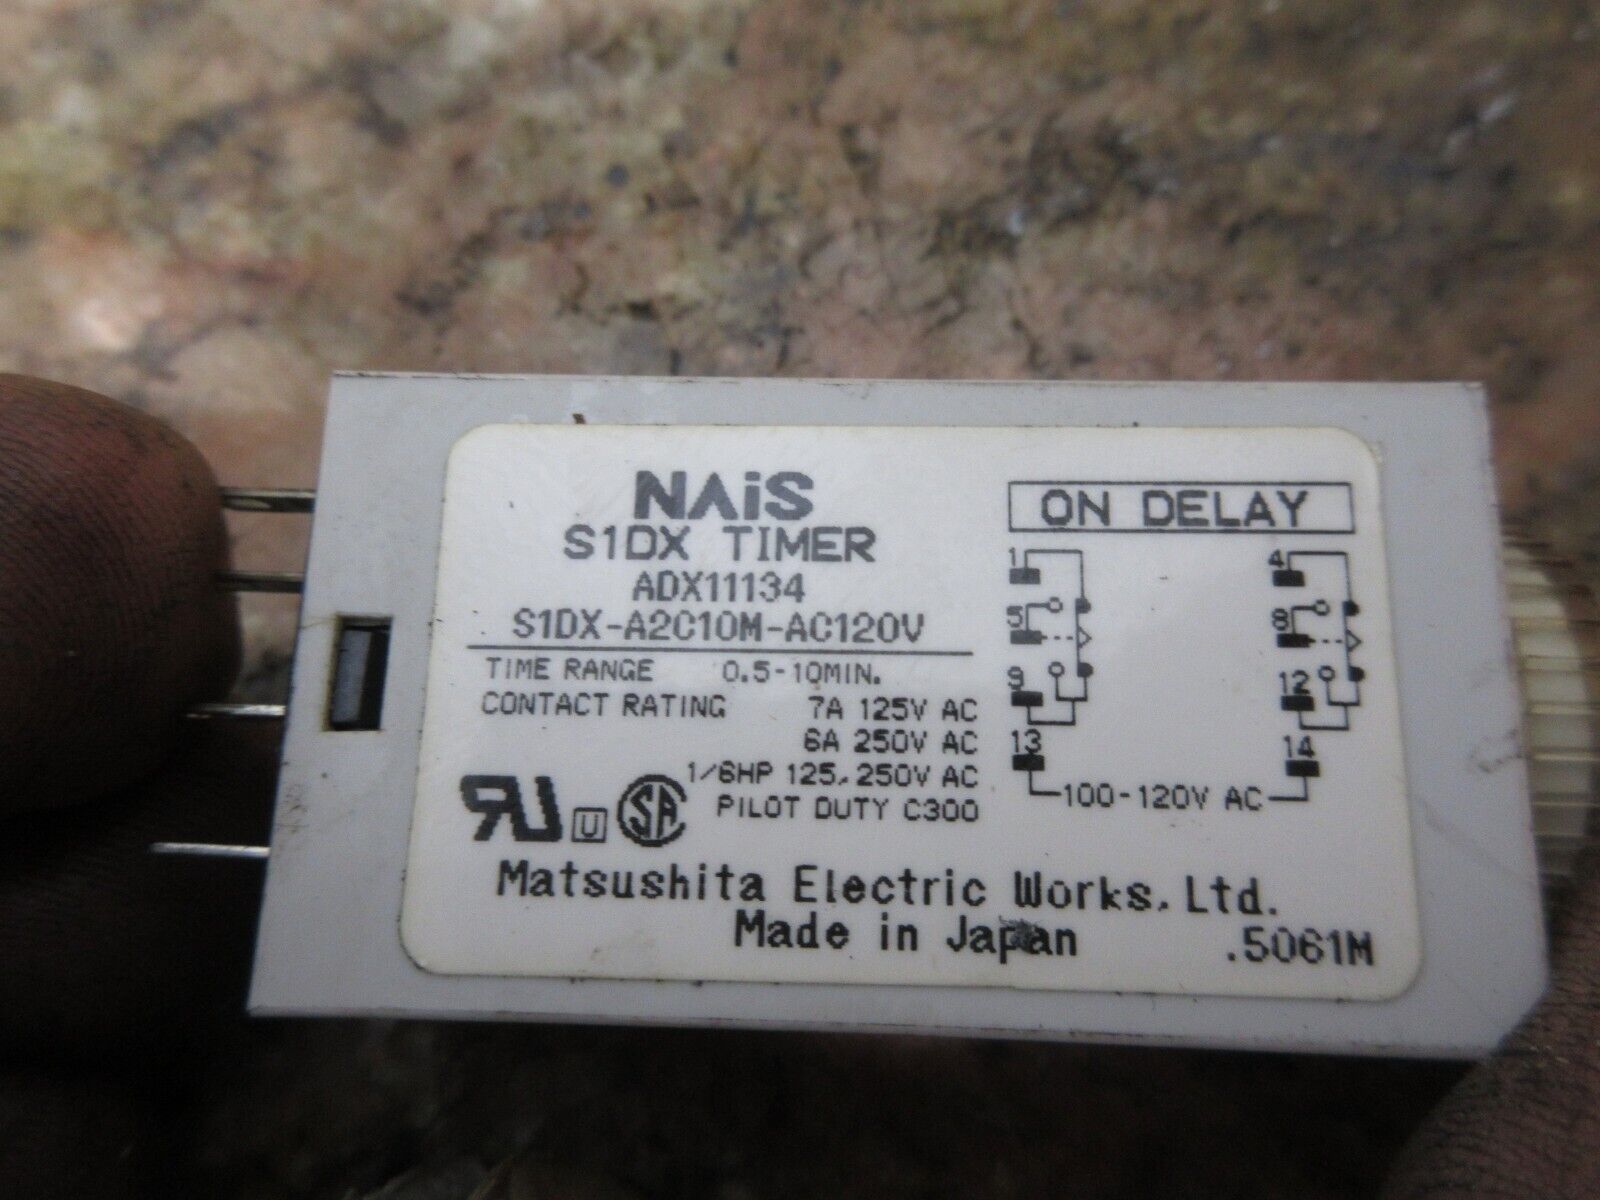 NAiS
S1DX TIMER
ADX11134
S1DX-A2C10M-AC120V
TIME RANGE 0.5-10MIN.
CONTACT RATING 7A 125V AC
6A 250V AC
1/6HP 125, 250V AC
PILOT DUTY C300
RU U SA
ON DELAY
1 4
5 8
9 12
13 14
100-120V AC
Matsushita Electric Works, Ltd.
Made in Japan .5061M